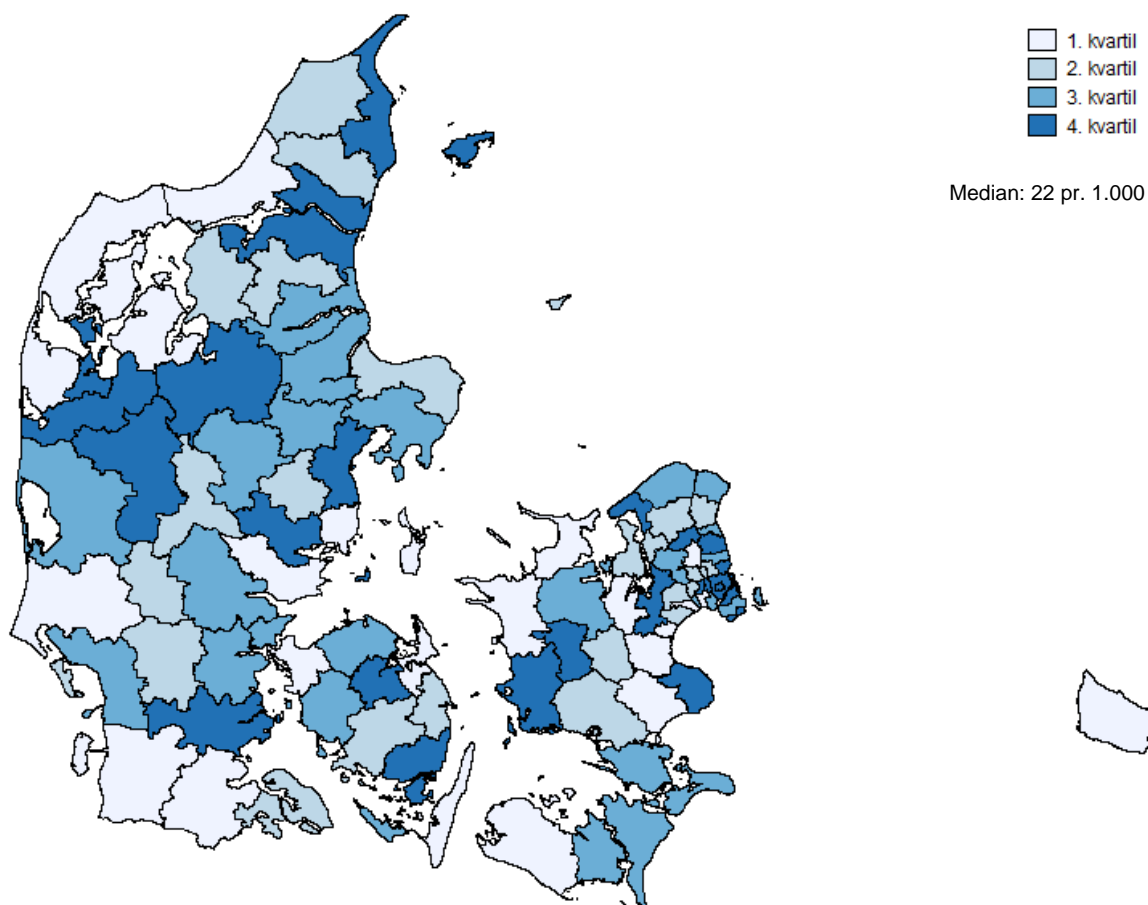 1. kvartil
2. kvartil
3. kvartil
4. kvartil
Median: 22 pr. 1.000